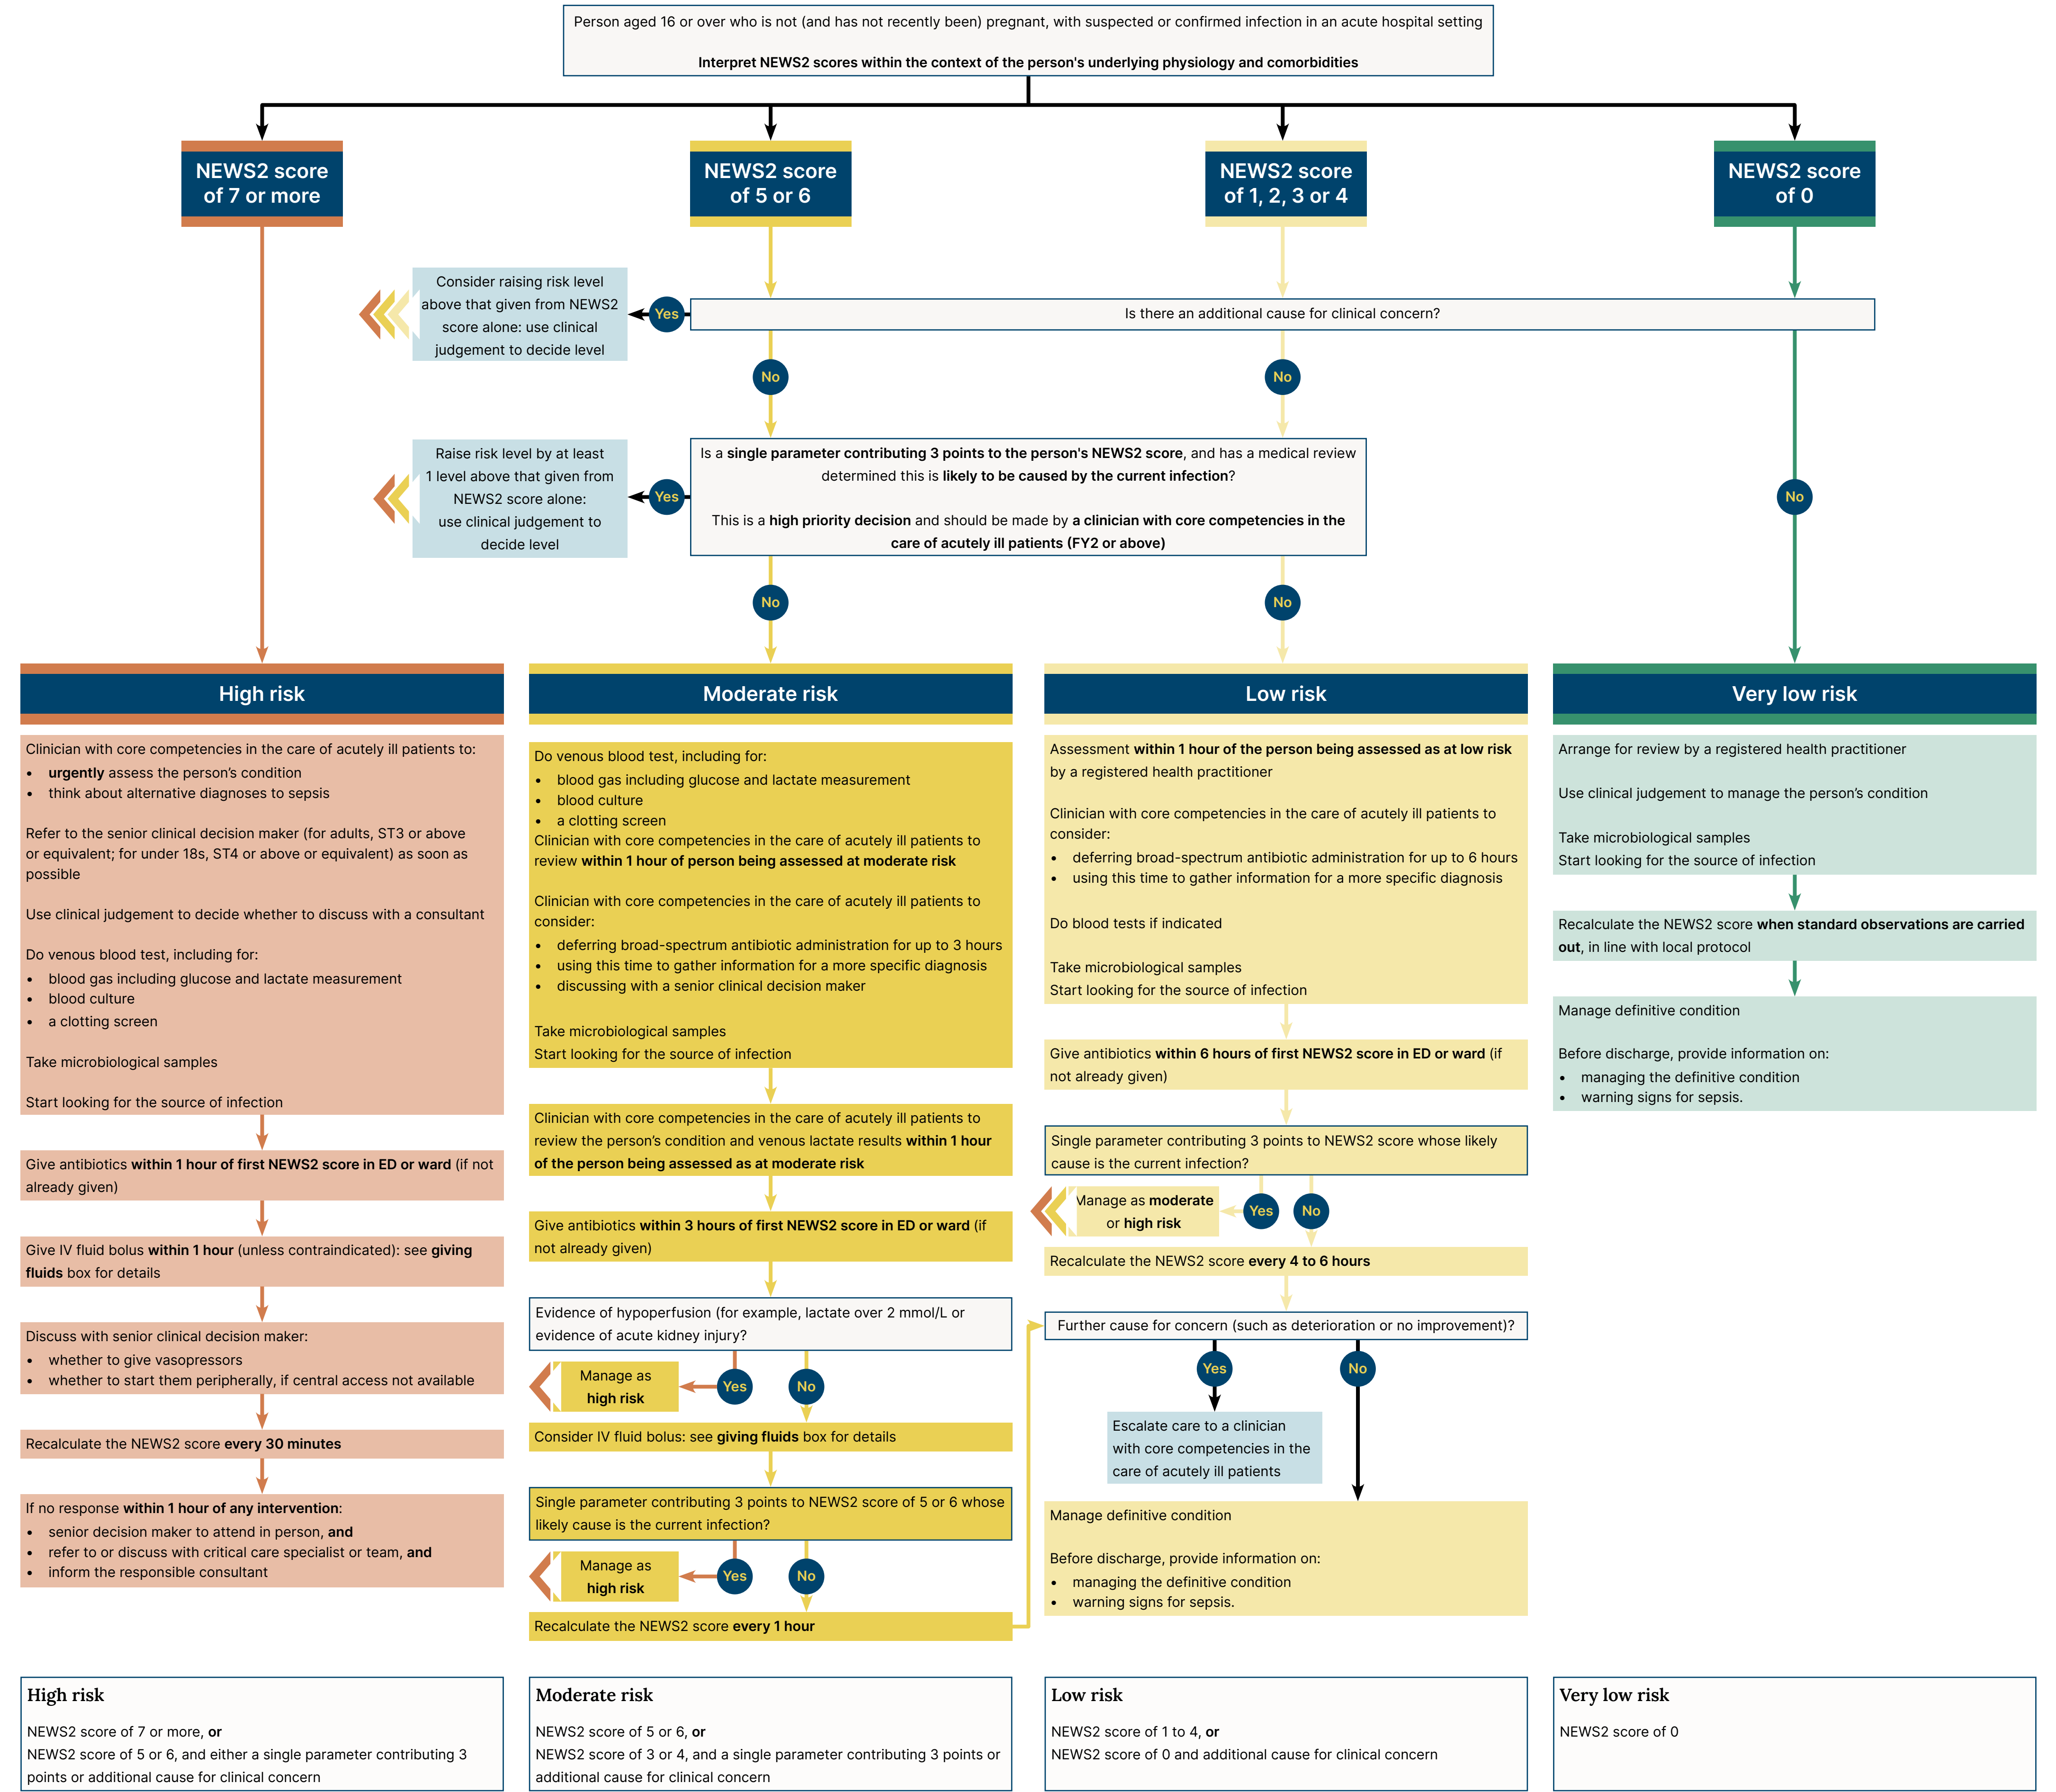 Person aged 16 or over who is not (and has not recently been) pregnant, with suspected or confirmed infection in an acute hospital setting
Interpret NEWS2 scores within the context of the person's underlying physiology and comorbidities
NEWS2 score
of 7 or more
NEWS2 score
of 5 or 6
NEWS2 score
of 1, 2, 3 or 4
NEWS2 score
of 0
Consider raising risk level
above that given from NEWS2
score alone: use clinical
judgement to decide level
Yes
Is there an additional cause for clinical concern?
No
No
Raise risk level by at least
1 level above that given from
NEWS2 score alone:
use clinical judgement to
decide level
Yes
Is a single parameter contributing 3 points to the person's NEWS2 score, and has a medical review
determined this is likely to be caused by the current infection?
This is a high priority decision and should be made by a clinician with core competencies in the
care of acutely ill patients (FY2 or above)
No
No
No
High risk
Clinician with core competencies in the care of acutely ill patients to:
• urgently assess the person's condition
• think about alternative diagnoses to sepsis
Refer to the senior clinical decision maker (for adults, ST3 or above
or equivalent; for under 18s, ST4 or above or equivalent) as soon as
possible
Use clinical judgement to decide whether to discuss with a consultant
Do venous blood test, including for:
• blood gas including glucose and lactate measurement
• blood culture
• a clotting screen
Take microbiological samples
Start looking for the source of infection
Give antibiotics within 1 hour of first NEWS2 score in ED or ward (if not
already given)
Give IV fluid bolus within 1 hour (unless contraindicated): see giving
fluids box for details
Discuss with senior clinical decision maker:
• whether to give vasopressors
• whether to start them peripherally, if central access not available
Recalculate the NEWS2 score every 30 minutes
If no response within 1 hour of any intervention:
• senior decision maker to attend in person, and
• refer to or discuss with critical care specialist or team, and
• inform the responsible consultant
Moderate risk
Do venous blood test, including for:
• blood gas including glucose and lactate measurement
• blood culture
• a clotting screen
Clinician with core competencies in the care of acutely ill patients to
review within 1 hour of person being assessed at moderate risk
Clinician with core competencies in the care of acutely ill patients to
consider:
• deferring broad-spectrum antibiotic administration for up to 3 hours
• using this time to gather information for a more specific diagnosis
• discussing with a senior clinical decision maker
Take microbiological samples
Start looking for the source of infection
Clinician with core competencies in the care of acutely ill patients to
review the person's condition and venous lactate results within 1 hour
of the person being assessed as at moderate risk
Give antibiotics within 3 hours of first NEWS2 score in ED or ward (if
not already given)
Evidence of hypoperfusion (for example, lactate over 2 mmol/L or
evidence of acute kidney injury?
Manage as
high risk
Yes
No
Consider IV fluid bolus: see giving fluids box for details
Single parameter contributing 3 points to NEWS2 score of 5 or 6 whose
likely cause is the current infection?
Manage as
high risk
Yes
No
Recalculate the NEWS2 score every 1 hour
Low risk
Assessment within 1 hour of the person being assessed as at low risk
by a registered health practitioner
Clinician with core competencies in the care of acutely ill patients to
consider:
• deferring broad-spectrum antibiotic administration for up to 6 hours
• using this time to gather information for a more specific diagnosis
Do blood tests if indicated
Take microbiological samples
Start looking for the source of infection
Give antibiotics within 6 hours of first NEWS2 score in ED or ward (if
not already given)
Single parameter contributing 3 points to NEWS2 score whose likely
cause is the current infection?
Manage as moderate
or high risk
Yes
No
Recalculate the NEWS2 score every 4 to 6 hours
Further cause for concern (such as deterioration or no improvement)?
Yes
No
Escalate care to a clinician
with core competencies in the
care of acutely ill patients
Manage definitive condition
Before discharge, provide information on:
• managing the definitive condition
• warning signs for sepsis.
Very low risk
Arrange for review by a registered health practitioner
Use clinical judgement to manage the person's condition
Take microbiological samples
Start looking for the source of infection
Recalculate the NEWS2 score when standard observations are carried
out, in line with local protocol
Manage definitive condition
Before discharge, provide information on:
• managing the definitive condition
• warning signs for sepsis.
High risk
NEWS2 score of 7 or more, or
NEWS2 score of 5 or 6, and either a single parameter contributing 3
points or additional cause for clinical concern
Moderate risk
NEWS2 score of 5 or 6, or
NEWS2 score of 3 or 4, and a single parameter contributing 3 points or
additional cause for clinical concern
Low risk
NEWS2 score of 1 to 4, or
NEWS2 score of 0 and additional cause for clinical concern
Very low risk
NEWS2 score of 0